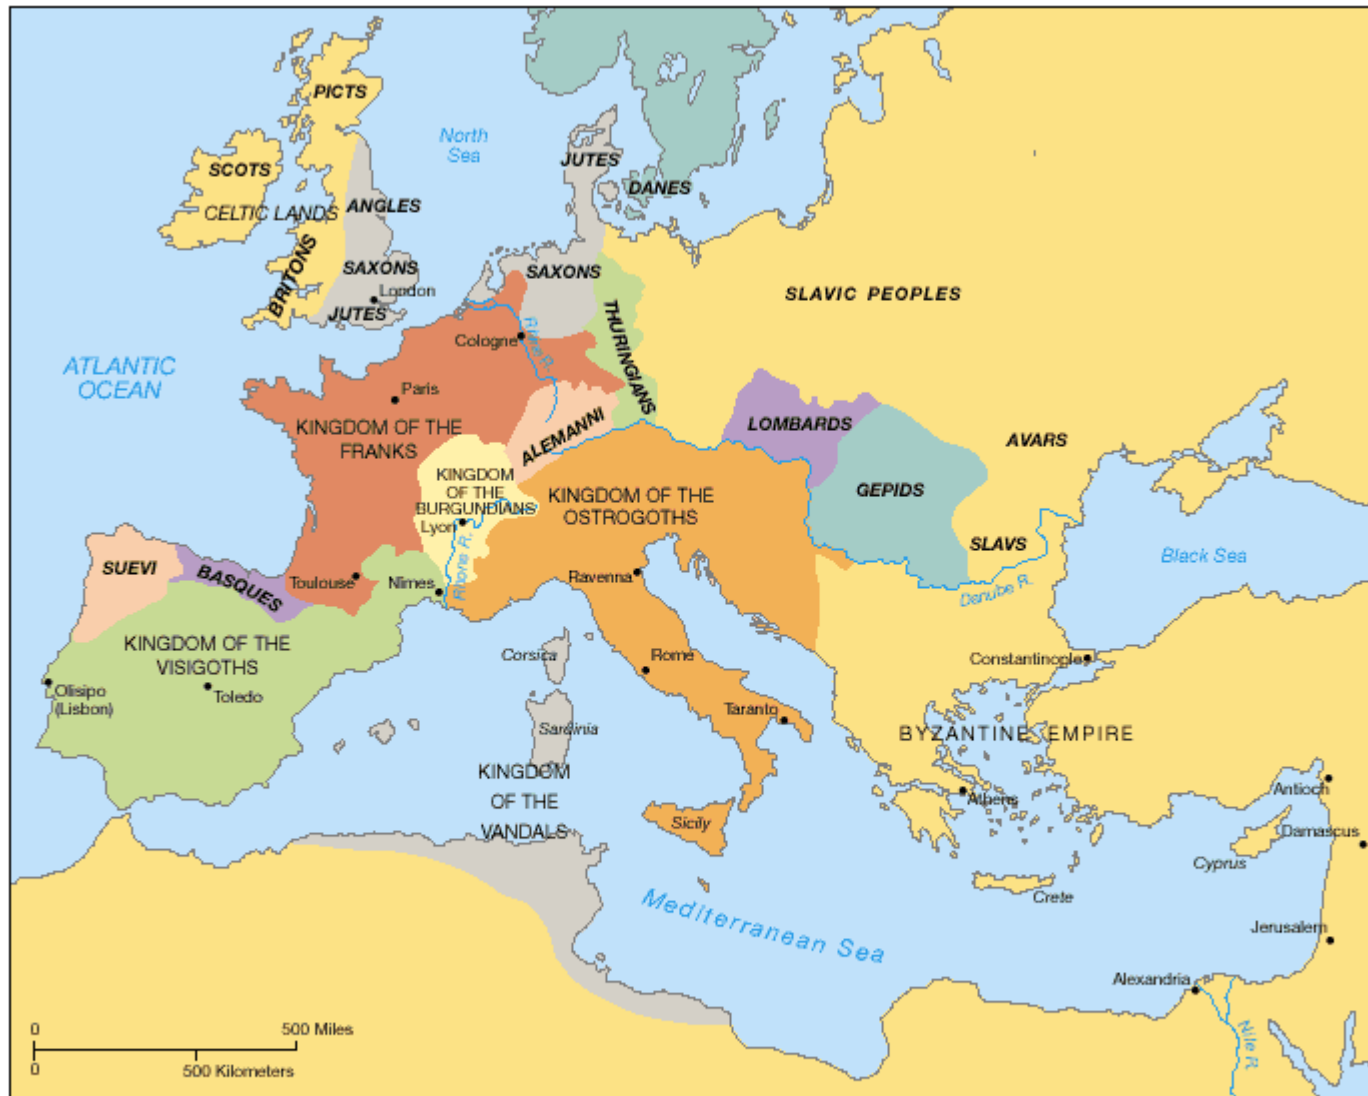 PICTS
North
Sea
JUTES
SCOTS
DANES
CELTIC LANDS
ANGLES
BRITONS
SAXONS
SAXONS
London
JUTES
SLAVIC PEOPLES
THURINGIANS
Rhine R.
Cologne
ATLANTIC
OCEAN
Paris
KINGDOM OF THE
FRANKS
ALEMANNI
LOMBARDS
AVARS
KINGDOM
OF THE
BURGUNDIANS
Lyon
KINGDOM OF THE
OSTROGOTHS
GEPIDS
SLAVS
Black Sea
SUEVI
BASQUES
Toulouse
Nîmes
Rhone R.
Ravenna
Danube R.
KINGDOM OF THE
VISIGOTHS
Corsica
Rome
Constantinople
Olisipo
(Lisbon)
Toledo
Sardinia
Taranto
BYZANTINE EMPIRE
KINGDOM
OF THE
VANDALS
Sicily
Athens
Antioch
Damascus
Cyprus
Crete
Mediterranean Sea
Jerusalem
Alexandria
Nile R.
0 500 Miles
0 500 Kilometers